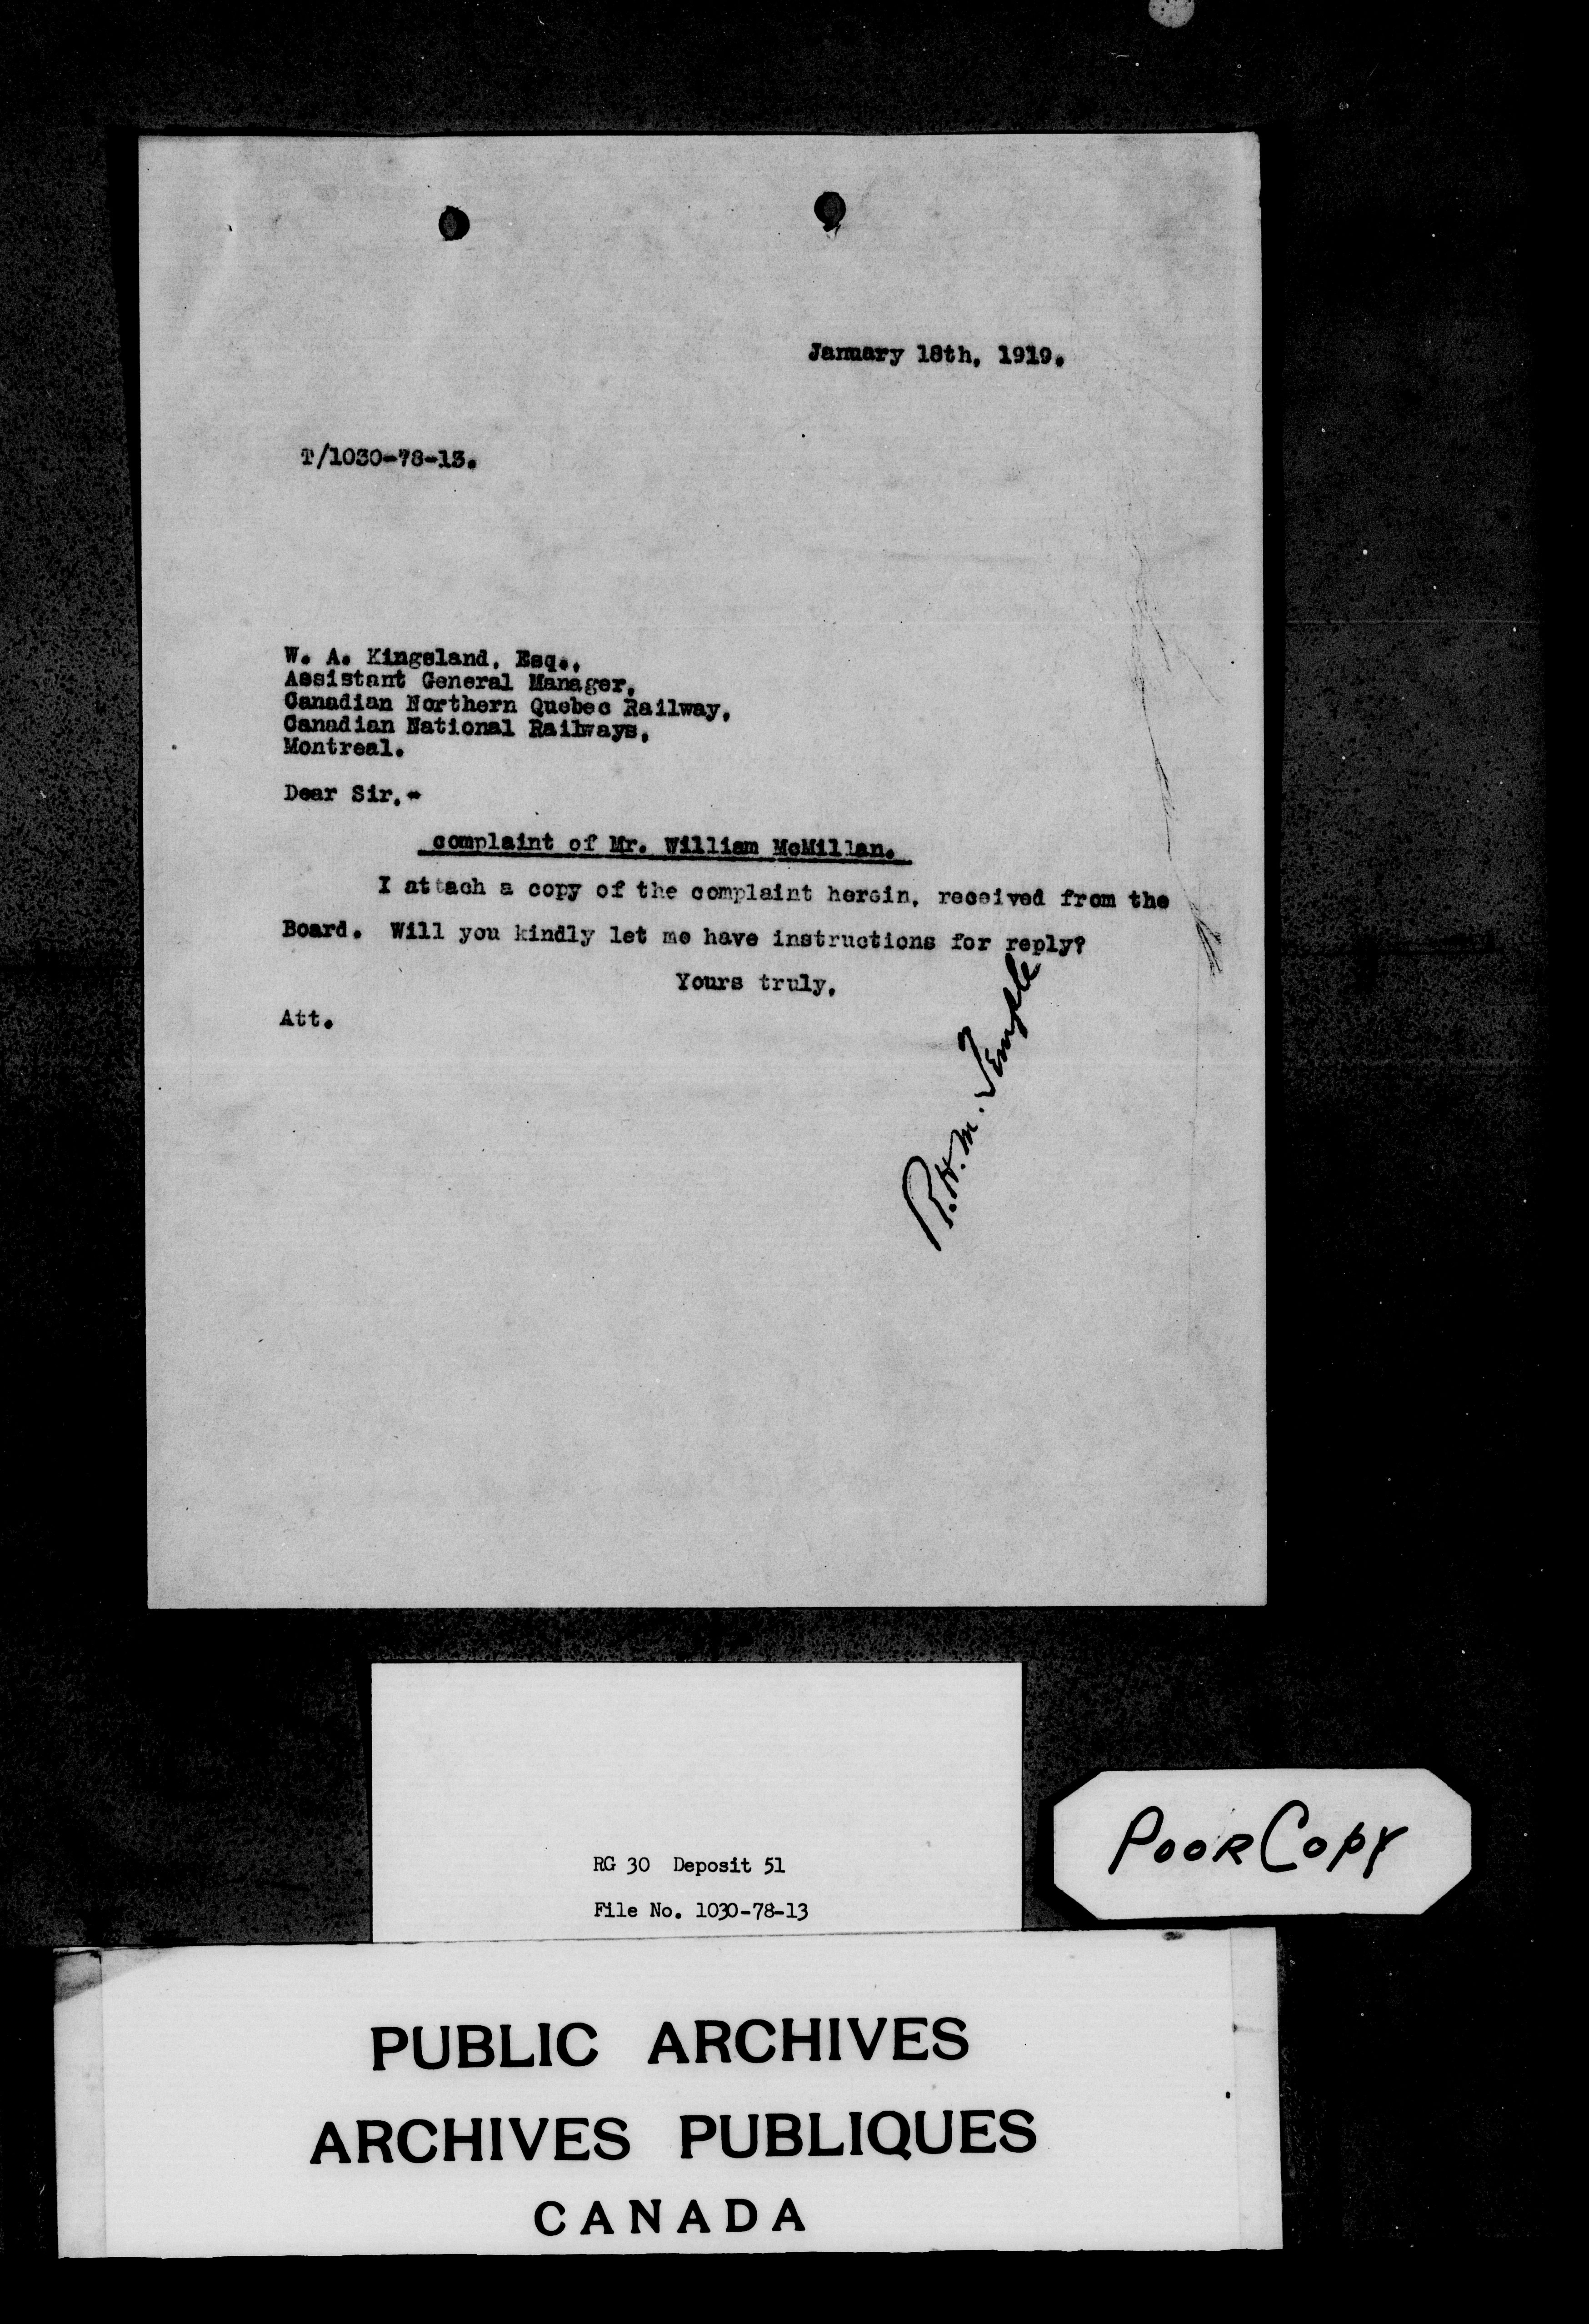 January 18th, 1919.
T/1030-78-13.
W. A. Kingsland, Esq.,
Assistant General Manager,
Canadian Northern Quebec Railway,
Canadian National Railways,
Montreal.
Dear Sir,-
complaint of Mr. William McMillan.
I attach a copy of the complaint herein, received from the
Board. Will you kindly let me have instructions for reply?
Yours truly,
Att.
R.H.M. Temple
RG 30 Deposit 51
File No. 1030-78-13
POOR COPY
PUBLIC ARCHIVES
ARCHIVES PUBLIQUES
CANADA